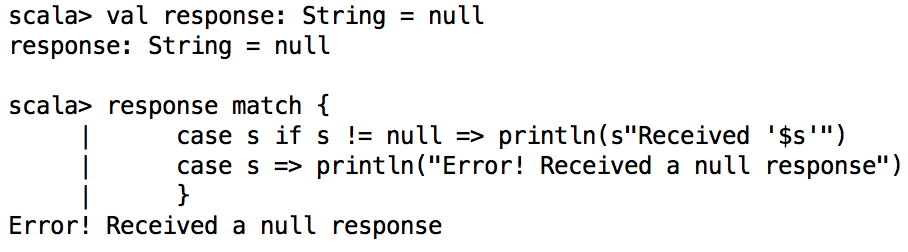 scala> val response: String = null
response: String = null

scala> response match {
     |      case s if s != null => println(s"Received '$s'")
     |      case s => println("Error! Received a null response")
     |      }
Error! Received a null response